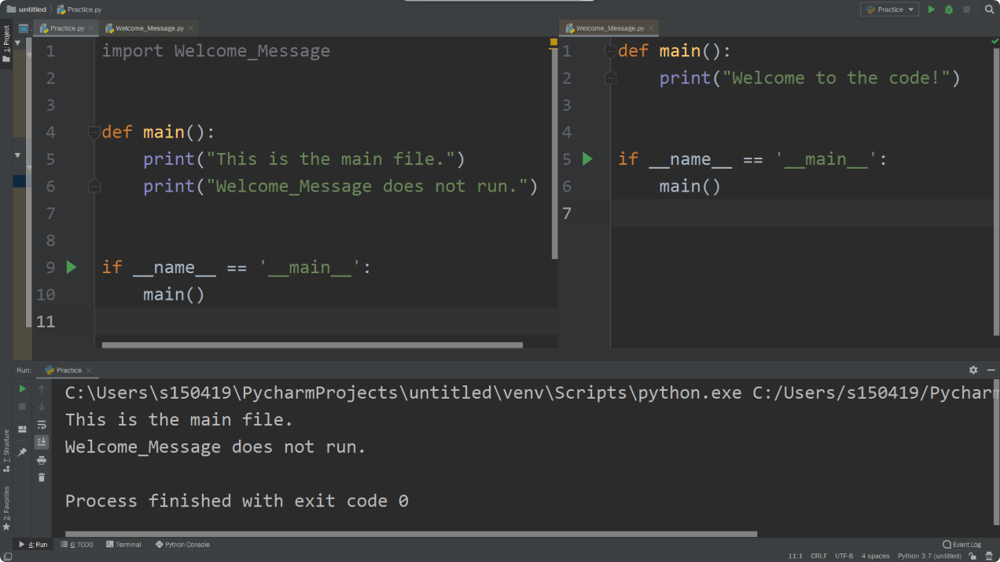 untitled Practice.py
Practice
1: Project
Practice.py
Welcome_Message.py
1 import Welcome_Message
2
3
4 def main():
5     print("This is the main file.")
6     print("Welcome_Message does not run.")
7
8
9 if __name__ == '__main__':
10     main()
11
Welcome_Message.py
1 def main():
2     print("Welcome to the code!")
3
4
5 if __name__ == '__main__':
6     main()
7
Run: Practice
C:\Users\s150419\PycharmProjects\untitled\venv\Scripts\python.exe C:/Users/s150419/Pycharm
This is the main file.
Welcome_Message does not run.
Process finished with exit code 0
7: Structure
2: Favorites
4: Run 6: TODO Terminal Python Console Event Log
11:1 CRLF UTF-8 4 spaces Python 3.7 (untitled)